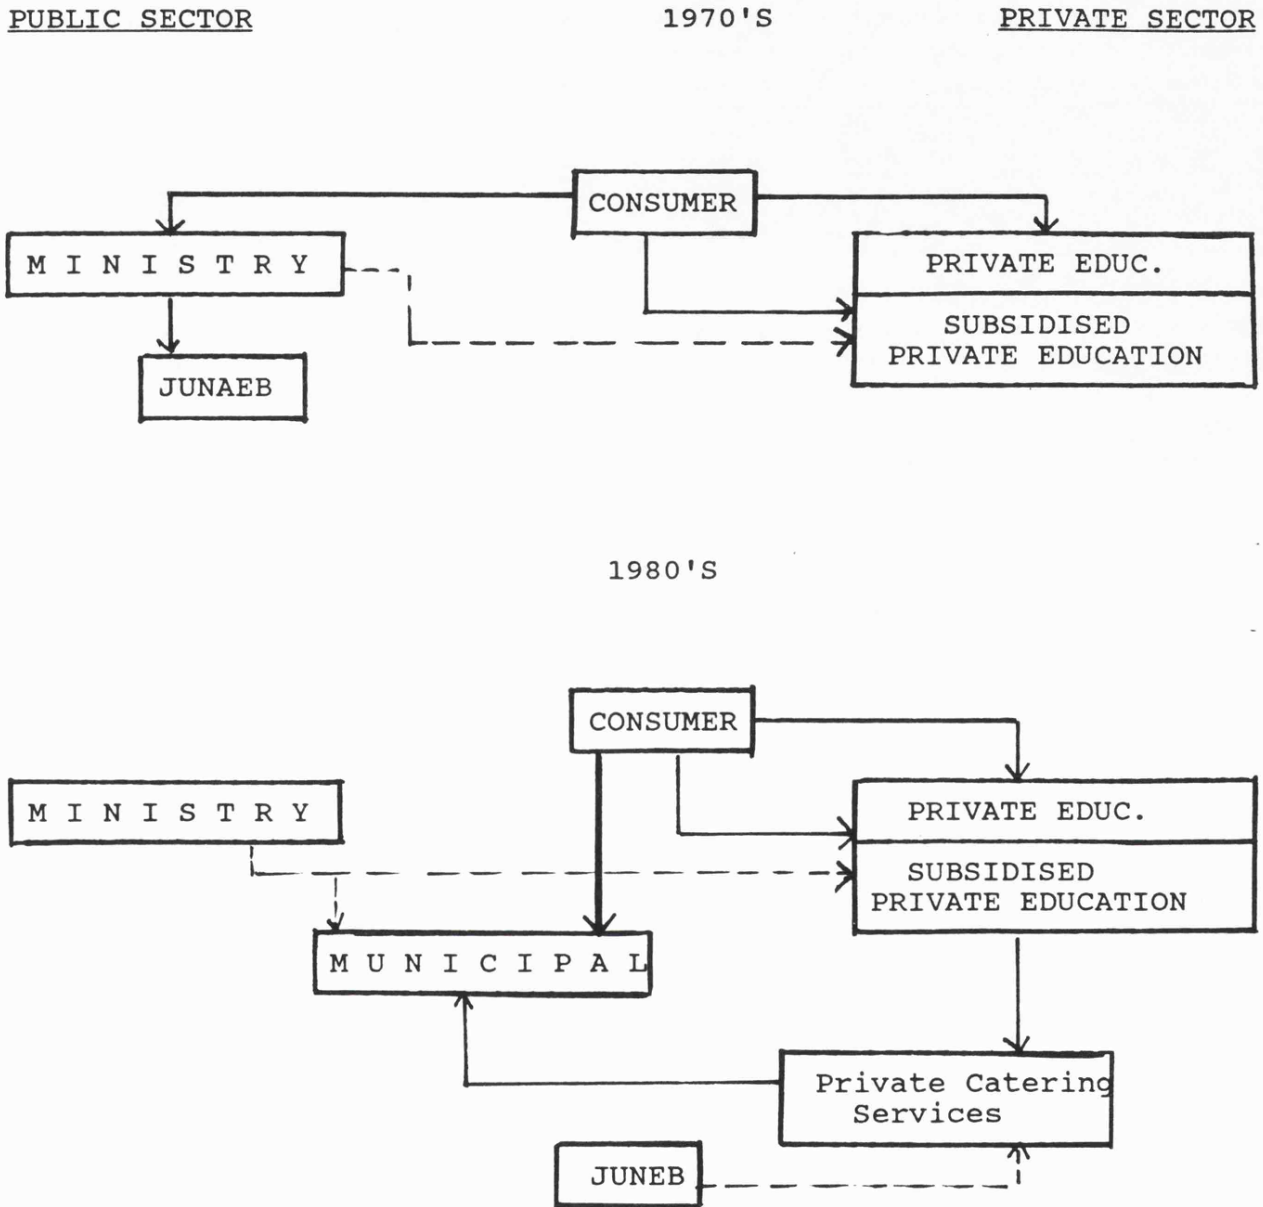 PUBLIC SECTOR 1970'S PRIVATE SECTOR
CONSUMER
M I N I S T R Y
PRIVATE EDUC.
SUBSIDISED
PRIVATE EDUCATION
JUNAEB
1980'S
CONSUMER
M I N I S T R Y
PRIVATE EDUC.
SUBSIDISED
PRIVATE EDUCATION
M U N I C I P A L
Private Catering
Services
JUNEB